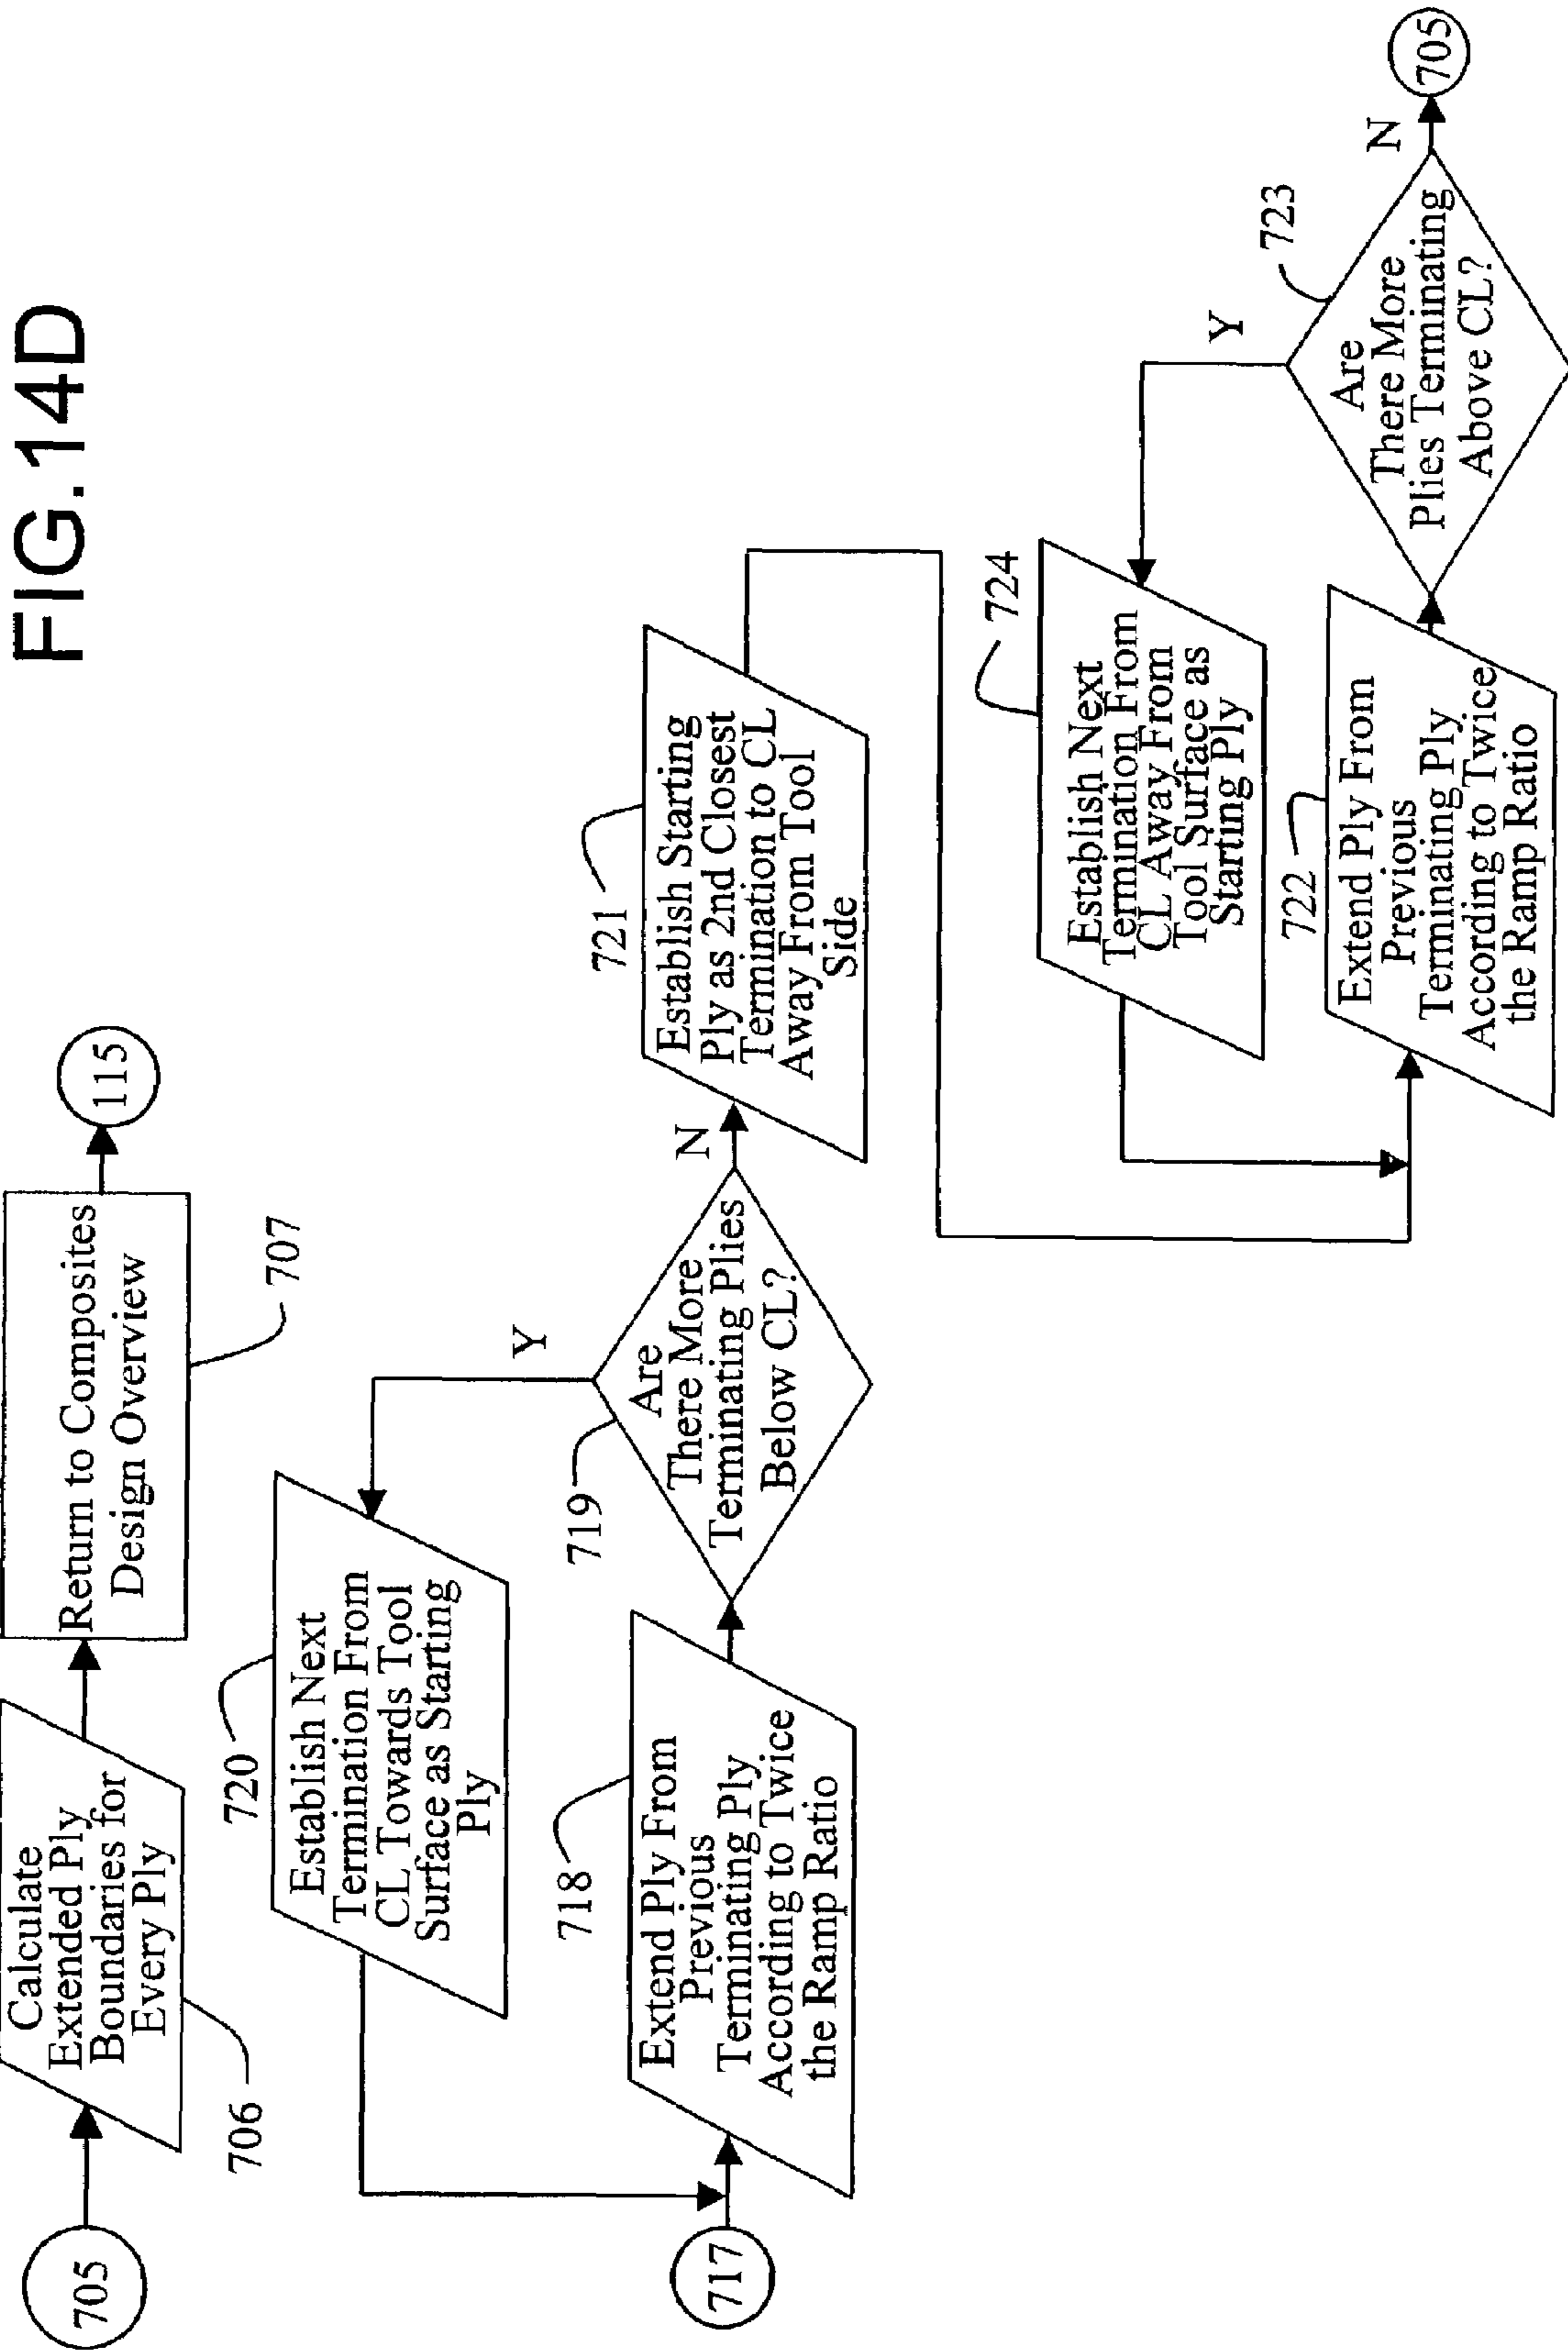 FIG.14D
705
Calculate
Extended Ply
Boundaries for
Every Ply
706
Return to Composites
Design Overview
707
115
717
720
Establish Next
Termination From
CL Towards Tool
Surface as Starting
Ply
718
Extend Ply From
Previous
Terminating Ply
According to Twice
the Ramp Ratio
719
Are
There More
Terminating Plies
Below CL?
Y
N
721
Establish Starting
Ply as 2nd Closest
Termination to CL
Away From Tool
Side
724
Establish Next
Termination From
CL Away From
Tool Surface as
Starting Ply
722
Extend Ply From
Previous
Terminating Ply
According to Twice
the Ramp Ratio
723
Are
There More
Plies Terminating
Above CL?
Y
N
705